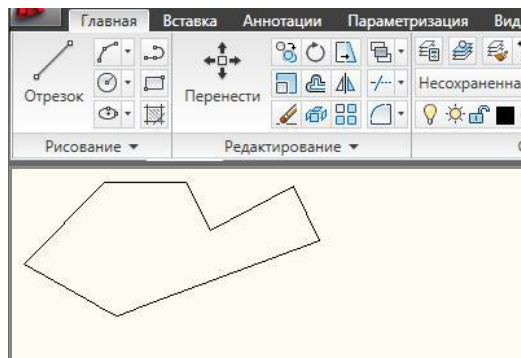 Главная Вставка Аннотации Параметризация Вид
Отрезок Перенести Несохраненна
Рисование Редактирование